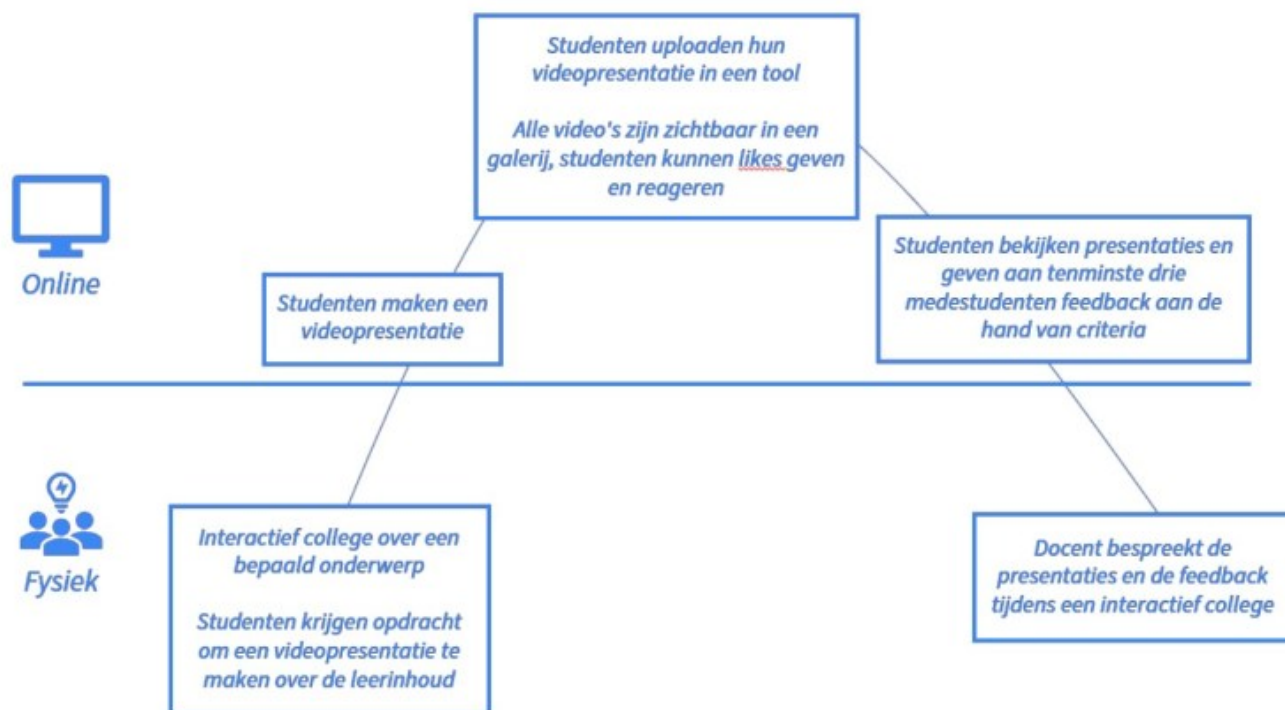 Studenten uploaden hun
videopresentatie in een tool
Alle video's zijn zichtbaar in een
galerij, studenten kunnen likes geven
en reageren
Online
Studenten maken een
videopresentatie
Studenten bekijken presentaties en
geven aan tenminste drie
medestudenten feedback aan de
hand van criteria
Fysiek
Interactief college over een
bepaald onderwerp
Studenten krijgen opdracht
om een videopresentatie te
maken over de leerinhoud
Docent bespreekt de
presentaties en de feedback
tijdens een interactief college